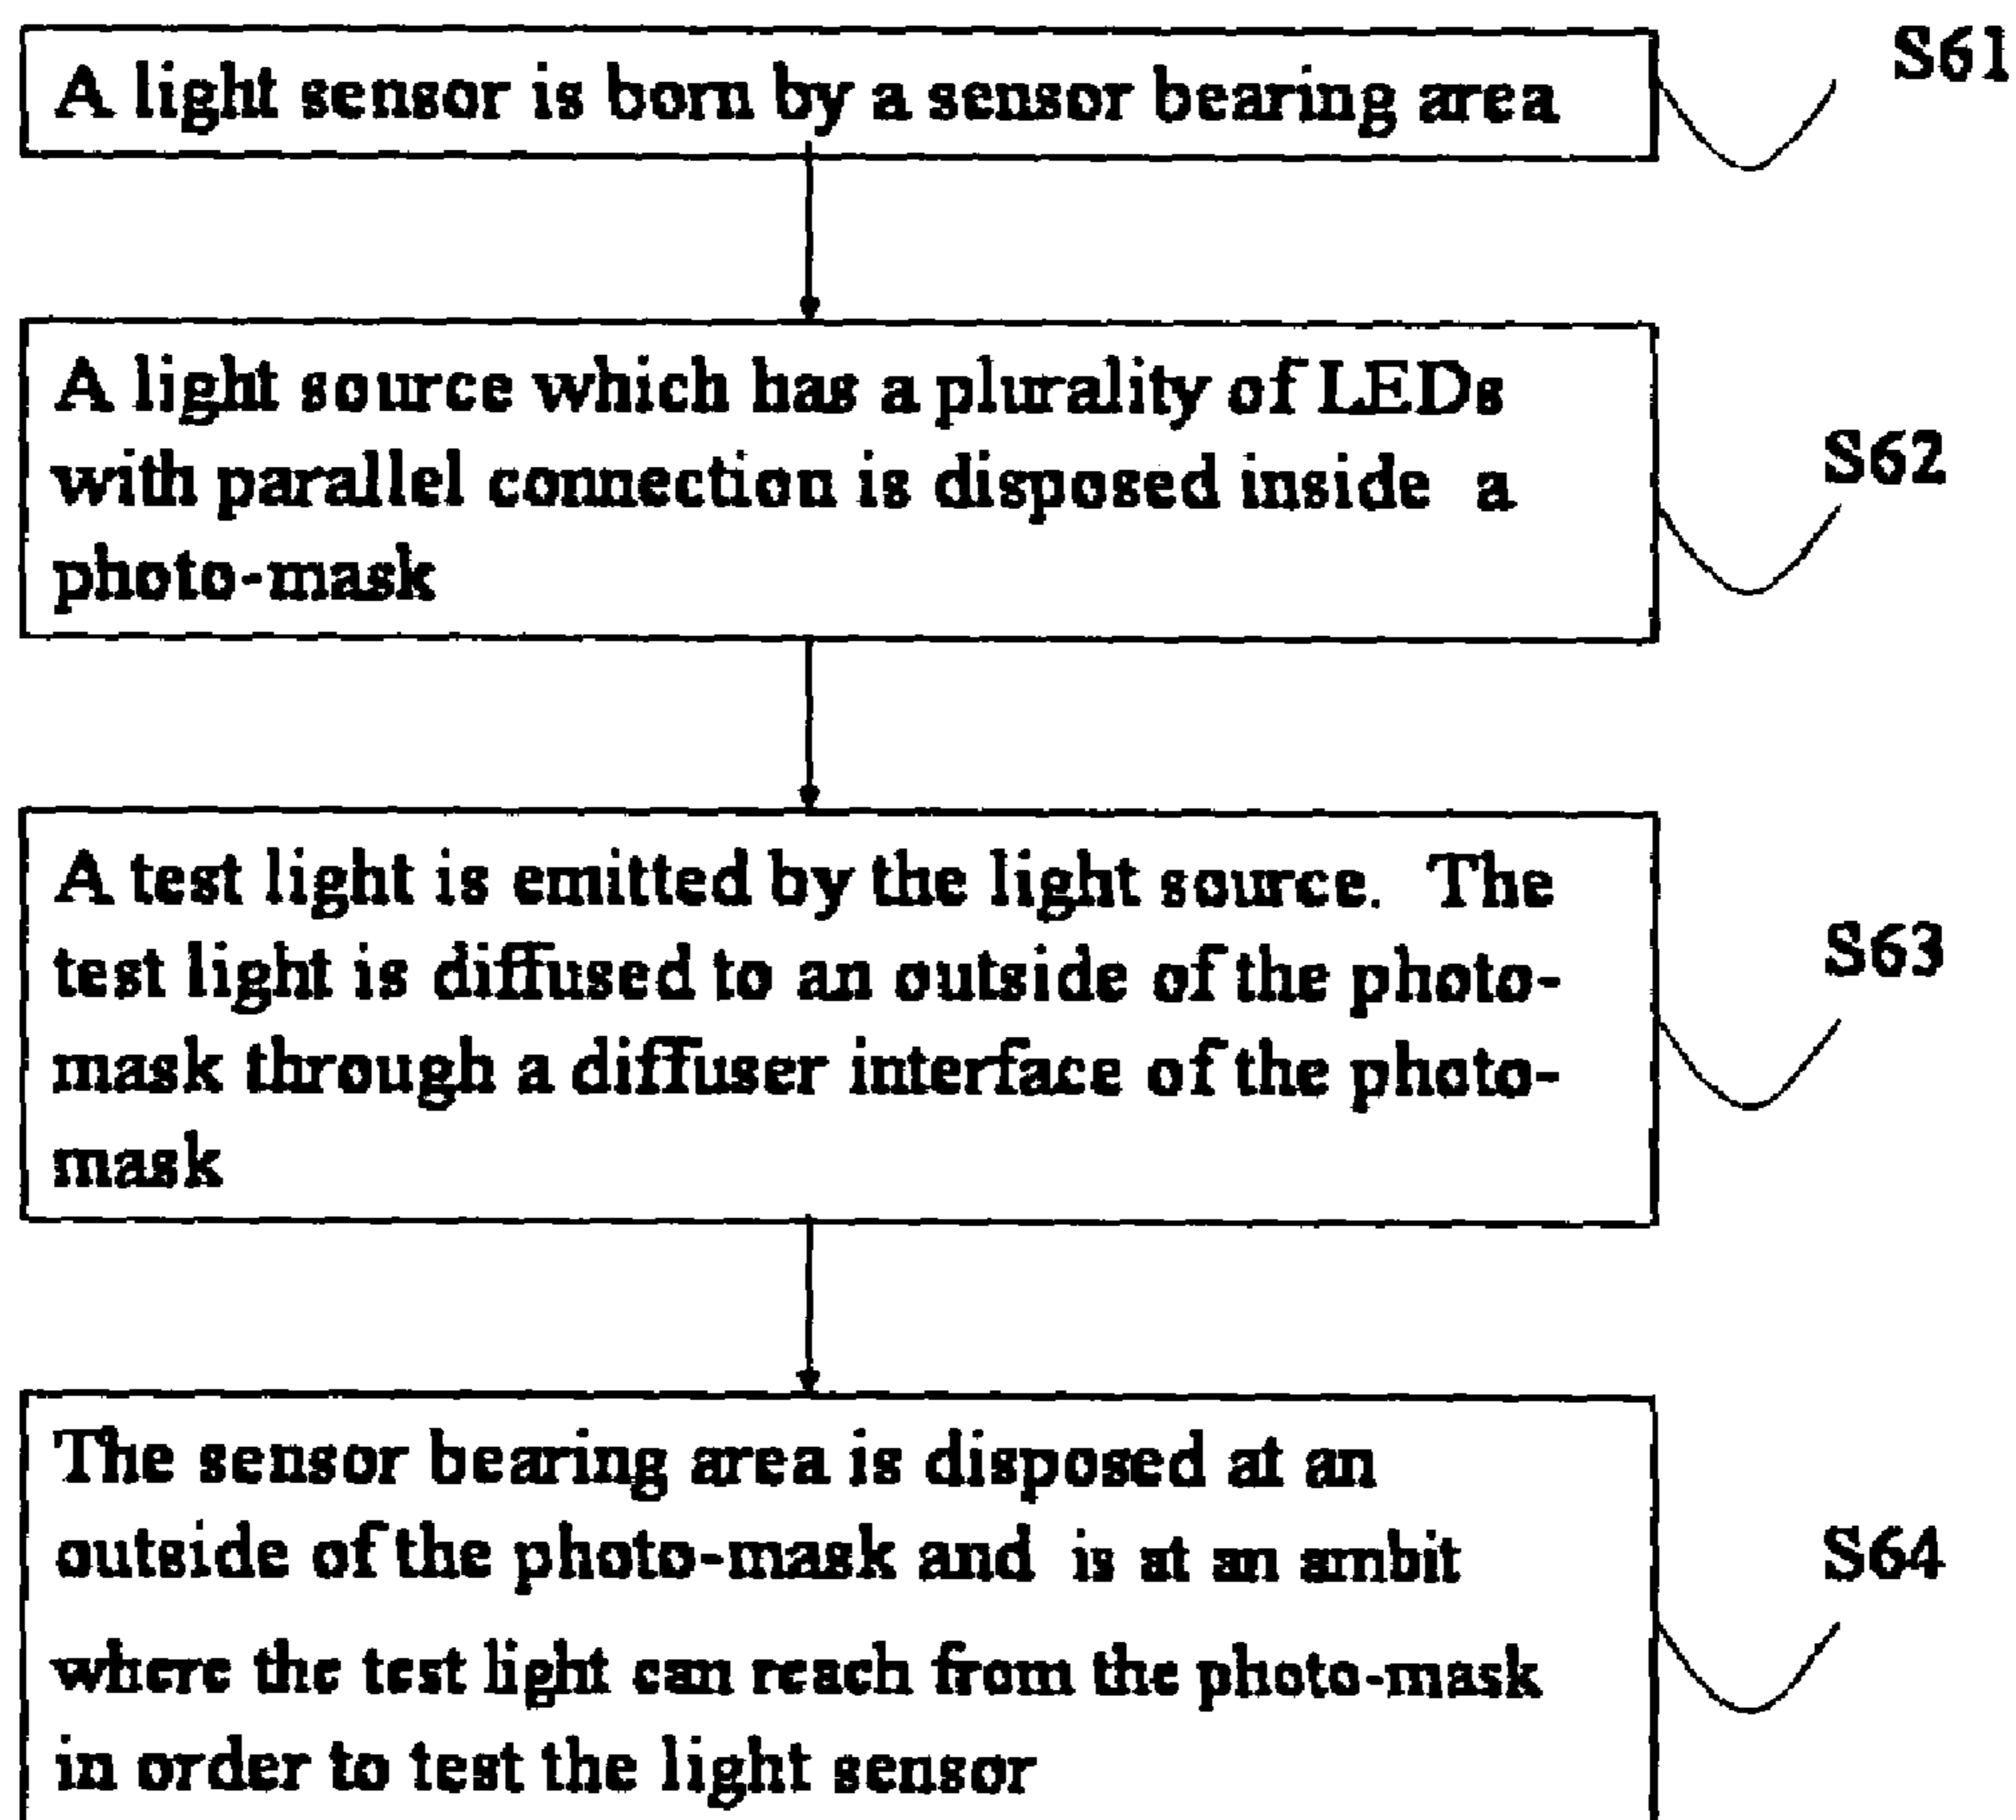 A light sensor is born by a sensor bearing area
S61
A light source which has a plurality of LEDs
with parallel connection is disposed inside a
photo-mask
S62
A test light is emitted by the light source. The
test light is diffused to an outside of the photo-
mask through a diffuser interface of the photo-
mask
S63
The sensor bearing area is disposed at an
outside of the photo-mask and is at an ambit
where the test light can reach from the photo-mask
in order to test the light sensor
S64